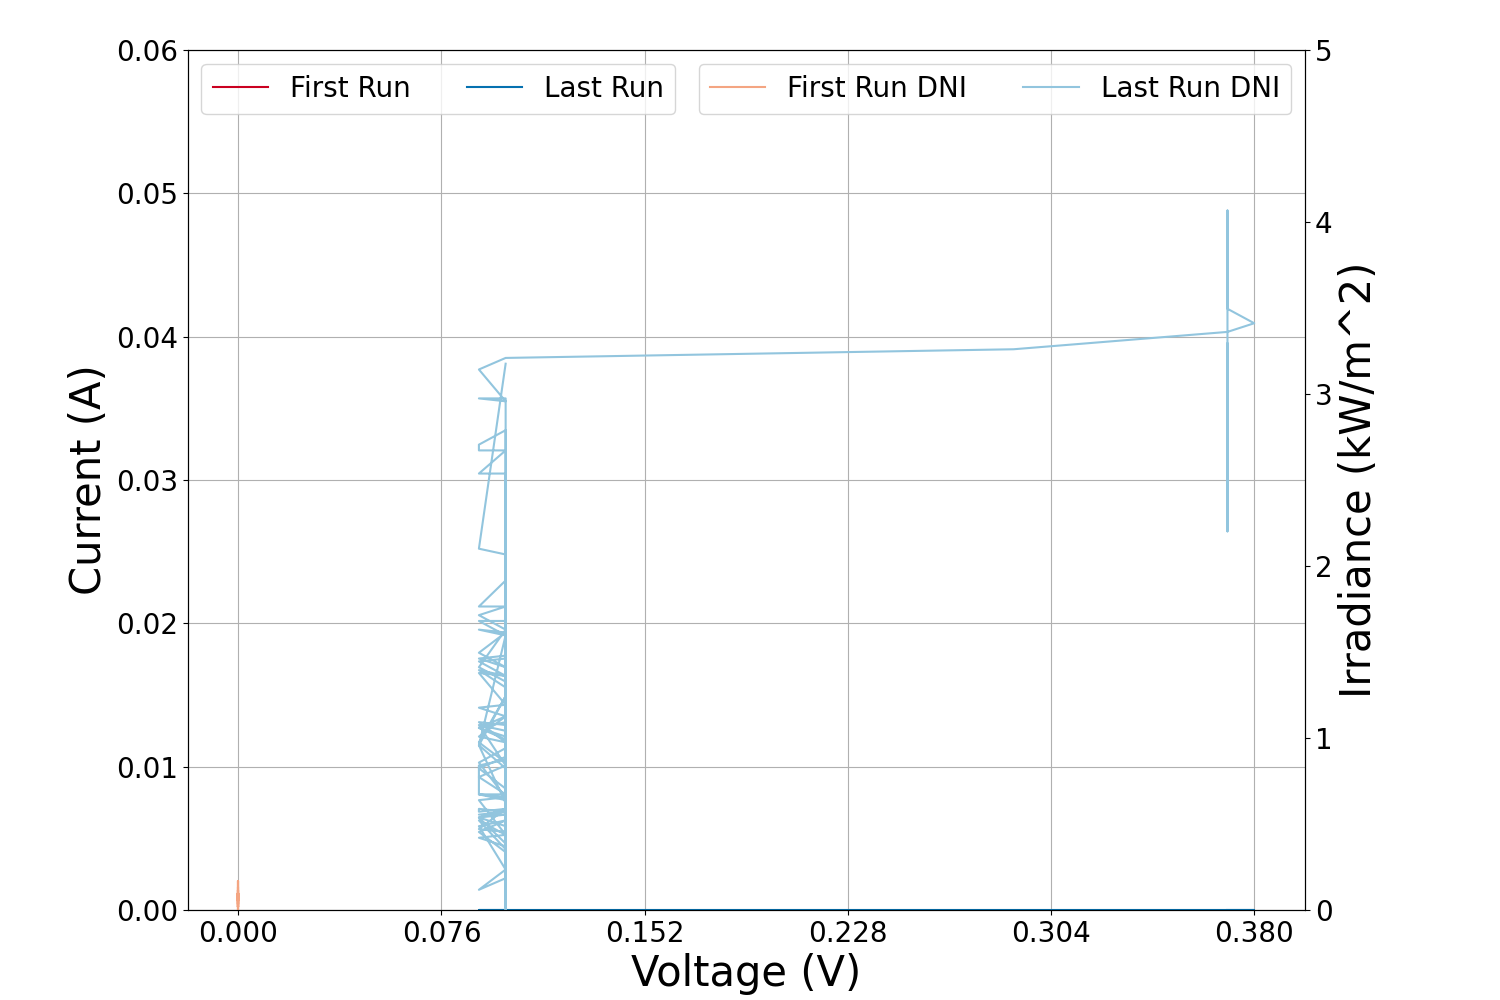 First Run
Last Run
First Run DNI
Last Run DNI
0.06
0.05
0.04
0.03
0.02
0.01
0.00
Current (A)
5
4
3
2
1
0
Irradiance (kW/m^2)
0.000 0.076 0.152 0.228 0.304 0.380
Voltage (V)